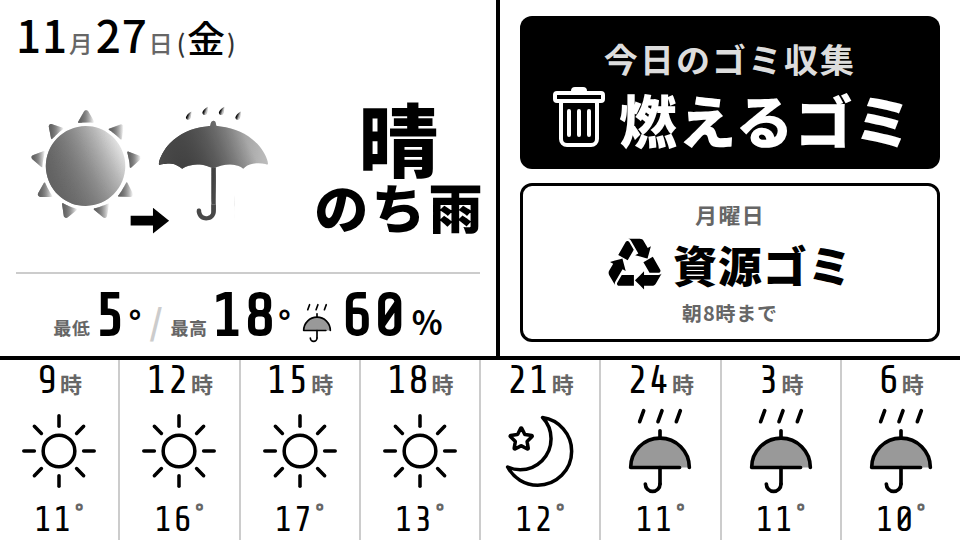 11月27日(金)
晴
のち雨
最低 5° / 最高 18° 60%
今日のゴミ収集
燃えるゴミ
月曜日
資源ゴミ
朝8時まで
9時 12時 15時 18時 21時 24時 3時 6時
11° 16° 17° 13° 12° 11° 11° 10°